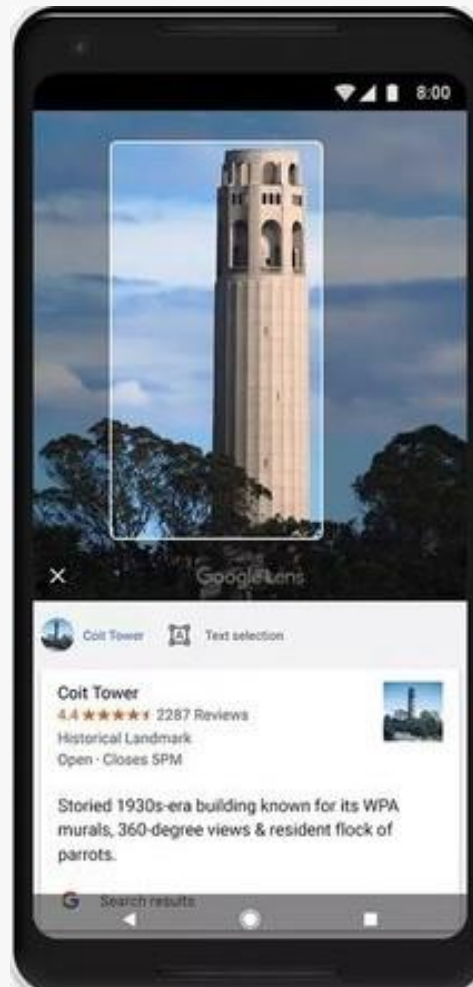 8:00
Google Lens
Coit Tower
Text selection
Coit Tower
4.4 ★★★★★ 2287 Reviews
Historical Landmark
Open · Closes 5PM
Storied 1930s-era building known for its WPA
murals, 360-degree views & resident flock of
parrots.
G Search results